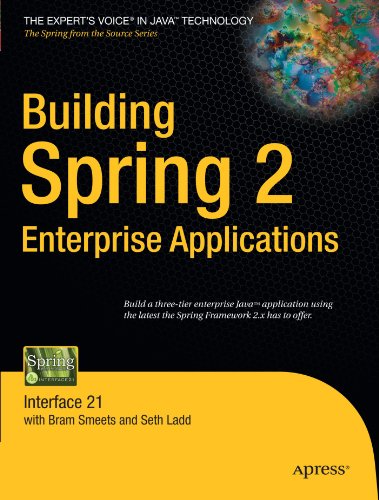 THE EXPERT'S VOICE® IN JAVA™ TECHNOLOGY
The Spring from the Source Series
Building
Spring 2
Enterprise Applications
Build a three-tier enterprise Java™ application using
the latest the Spring Framework 2.x has to offer.
Spring
INTERFACE21
Interface 21
with Bram Smeets and Seth Ladd
Apress®